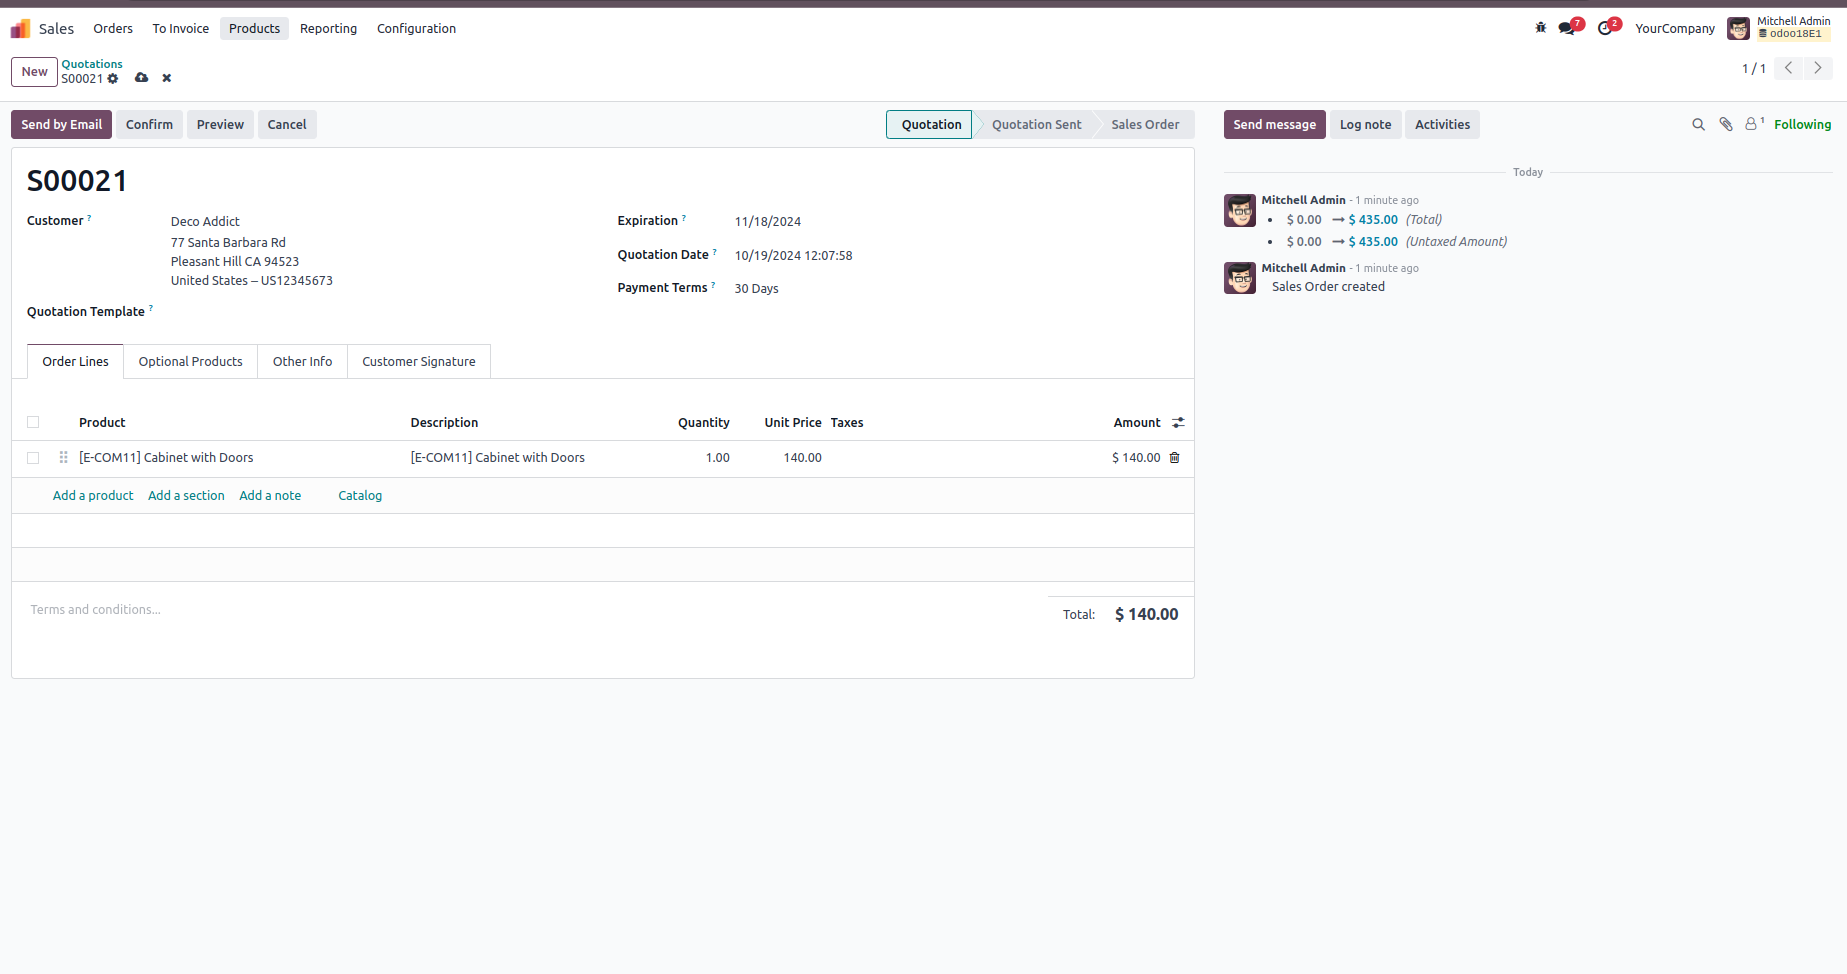 Sales Orders To Invoice Products Reporting Configuration 7 2 YourCompany Mitchell Admin
odoo18E1
New Quotations
S00021
1 / 1
Send by Email Confirm Preview Cancel Quotation Quotation Sent Sales Order Send message Log note Activities 1 Following
S00021
Customer ? Deco Addict
77 Santa Barbara Rd
Pleasant Hill CA 94523
United States – US12345673
Quotation Template ?
Expiration ? 11/18/2024
Quotation Date ? 10/19/2024 12:07:58
Payment Terms ? 30 Days
Order Lines Optional Products Other Info Customer Signature
Product Description Quantity Unit Price Taxes Amount
[E-COM11] Cabinet with Doors [E-COM11] Cabinet with Doors 1.00 140.00 $ 140.00
Add a product Add a section Add a note Catalog
Terms and conditions...
Total: $ 140.00
Today
Mitchell Admin - 1 minute ago
• $ 0.00 → $ 435.00 (Total)
• $ 0.00 → $ 435.00 (Untaxed Amount)
Mitchell Admin - 1 minute ago
Sales Order created